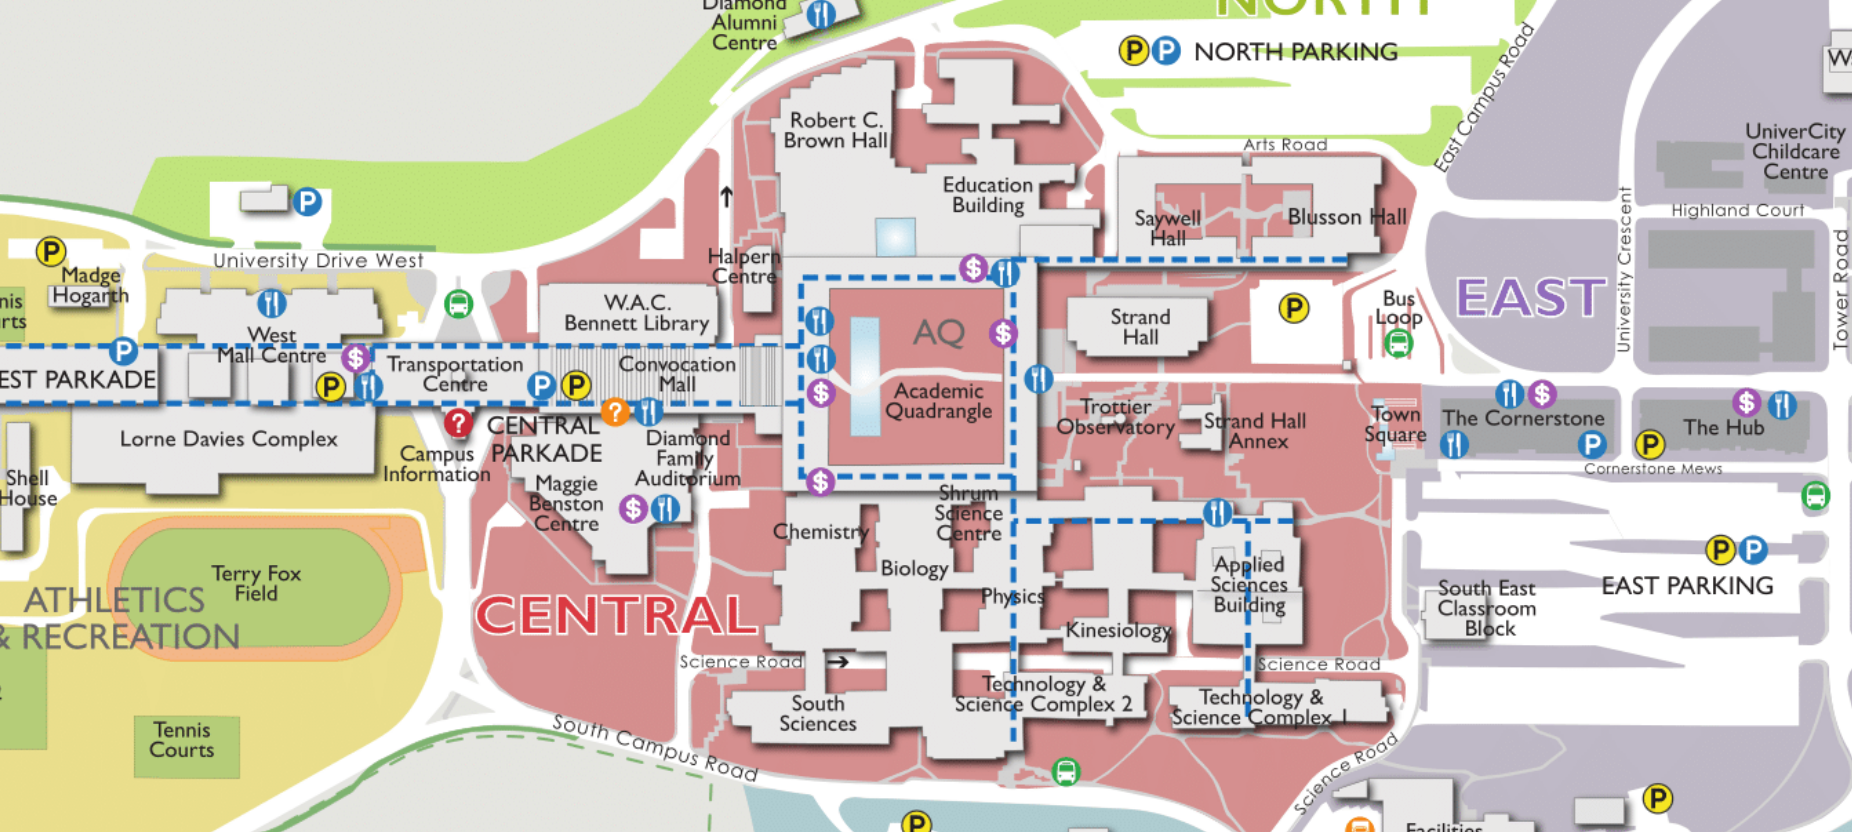 NORTH
Diamond
Alumni
Centre
P P NORTH PARKING
East Campus Road
Arts Road
Robert C.
Brown Hall
Education
Building
Saywell
Hall
Blusson Hall
UniverCity
Childcare
Centre
Highland Court
University Crescent
Tower Road
P
P
Madge
Hogarth
University Drive West
Halpern
Centre
W.A.C.
Bennett Library
West
Mall Centre
P
$
P
EST PARKADE
Transportation
Centre
P P
Convocation
Mall
$
$
$
$
AQ
Academic
Quadrangle
Strand
Hall
P
Bus
Loop
EAST
Trottier
Observatory
Strand Hall
Annex
Town
Square
$
The Cornerstone
P
$
P
The Hub
Cornerstone Mews
nis
rts
Lorne Davies Complex
?
Campus
Information
CENTRAL
PARKADE
?
Diamond
Family
Auditorium
Maggie
Benston
Centre
$
Shell
House
Terry Fox
Field
ATHLETICS
& RECREATION
Tennis
Courts
CENTRAL
Chemistry
Biology
Shrum
Science
Centre
Physics
Kinesiology
Applied
Sciences
Building
Science Road
Science Road
South
Sciences
Technology &
Science Complex 2
Technology &
Science Complex 1
South Campus Road
Science Road
P P
EAST PARKING
South East
Classroom
Block
P
P
Facilities